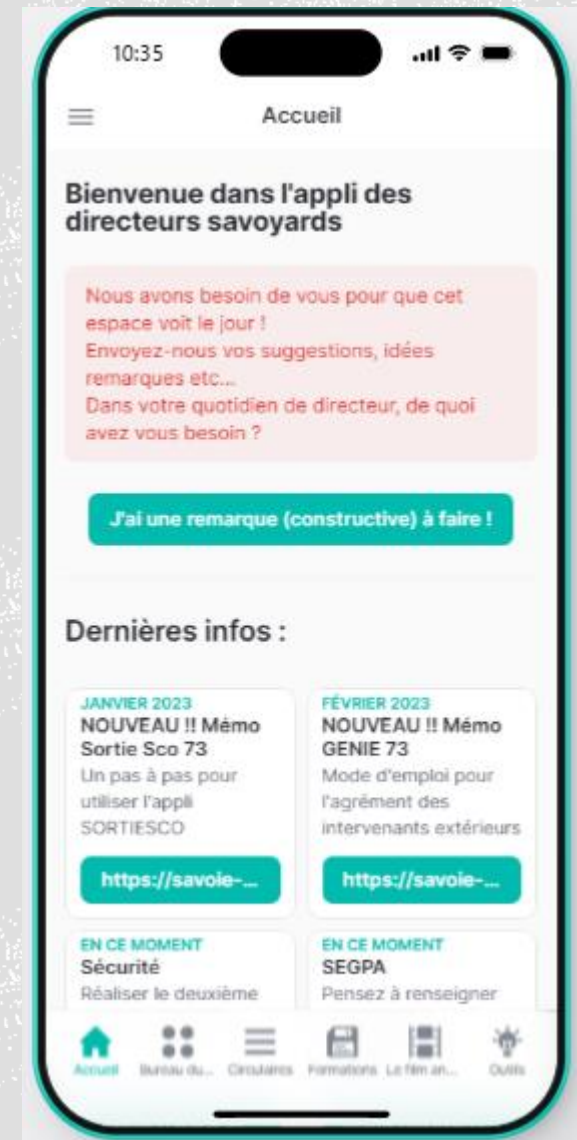 10:35
Accueil
Bienvenue dans l'appli des
directeurs savoyards
Nous avons besoin de vous pour que cet
espace voit le jour !
Envoyez-nous vos suggestions, idées
remarques etc...
Dans votre quotidien de directeur, de quoi
avez vous besoin ?
J'ai une remarque (constructive) à faire !
Dernières infos :
JANVIER 2023
NOUVEAU !! Mémo
Sortie Sco 73
Un pas à pas pour
utiliser l'appli
SORTIESCO
https://savoie-...
FÉVRIER 2023
NOUVEAU !! Mémo
GENIE 73
Mode d'emploi pour
l'agrément des
intervenants extérieurs
https://savoie-...
EN CE MOMENT
Sécurité
Réaliser le deuxième
EN CE MOMENT
SEGPA
Pensez à renseigner
Accueil
Bureau du...
Circulaires
Formations
Le film an...
Outils